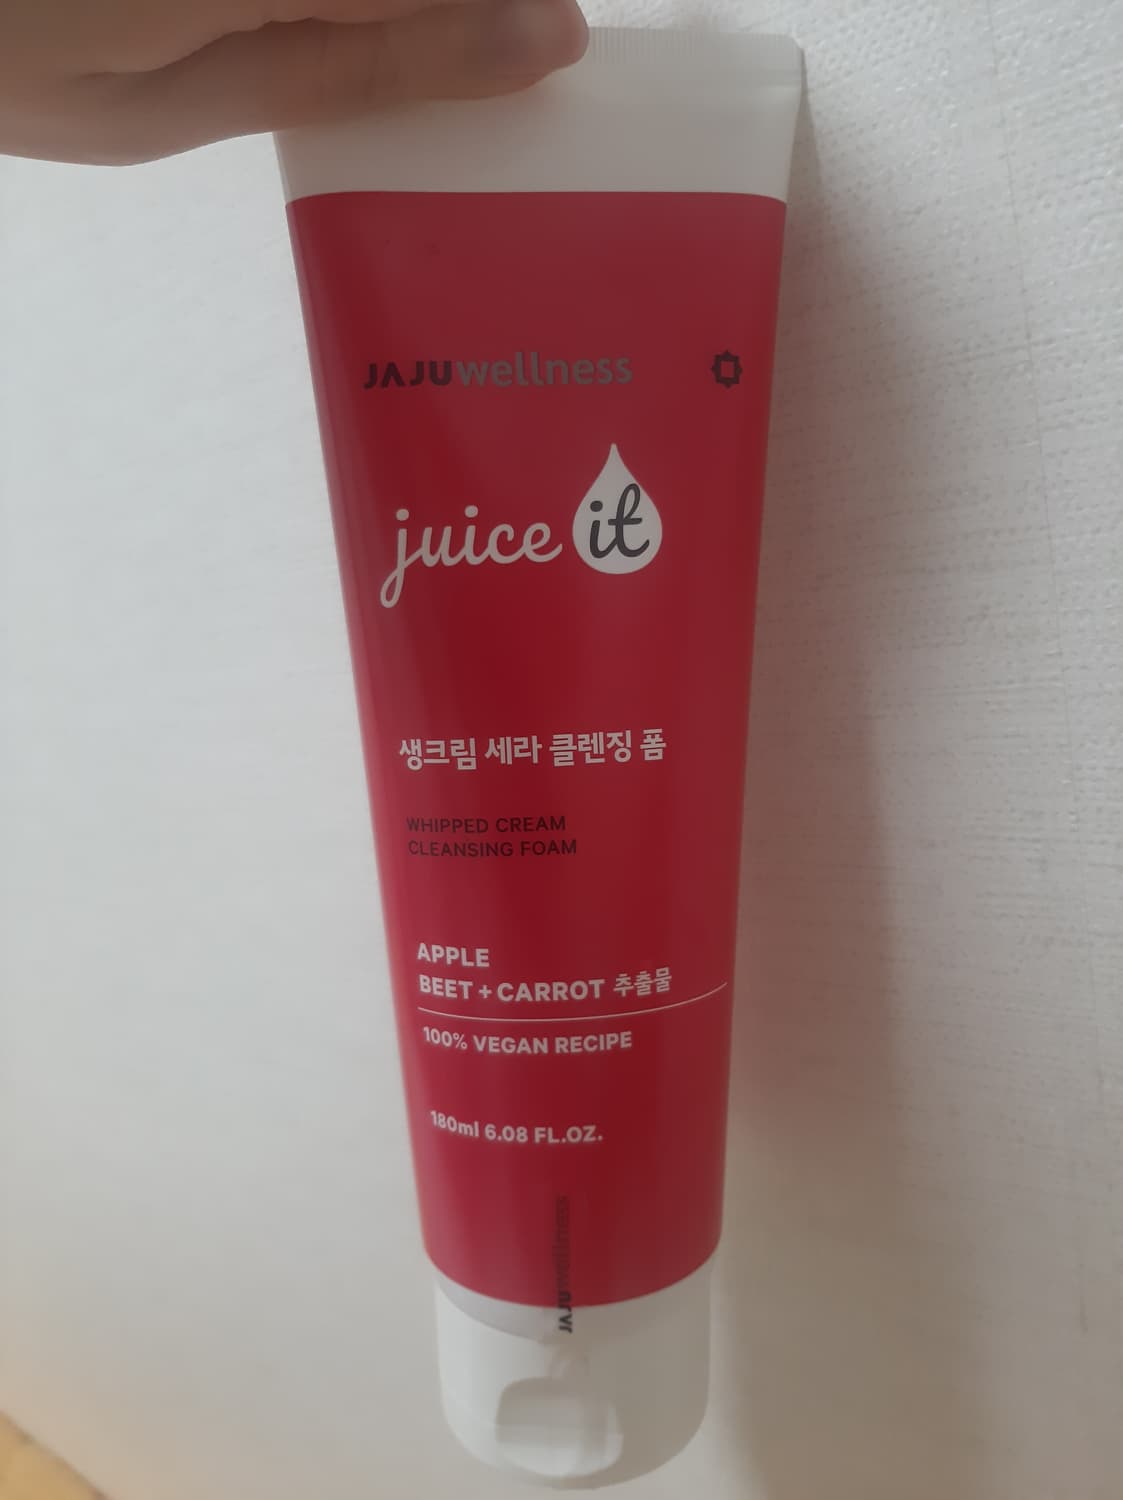 JAJUwellness
juice it
생크림 세라 클렌징 폼
WHIPPED CREAM
CLEANSING FOAM
APPLE
BEET + CARROT 추출물
100% VEGAN RECIPE
180ml 6.08 FL.OZ.
JAJUwellness